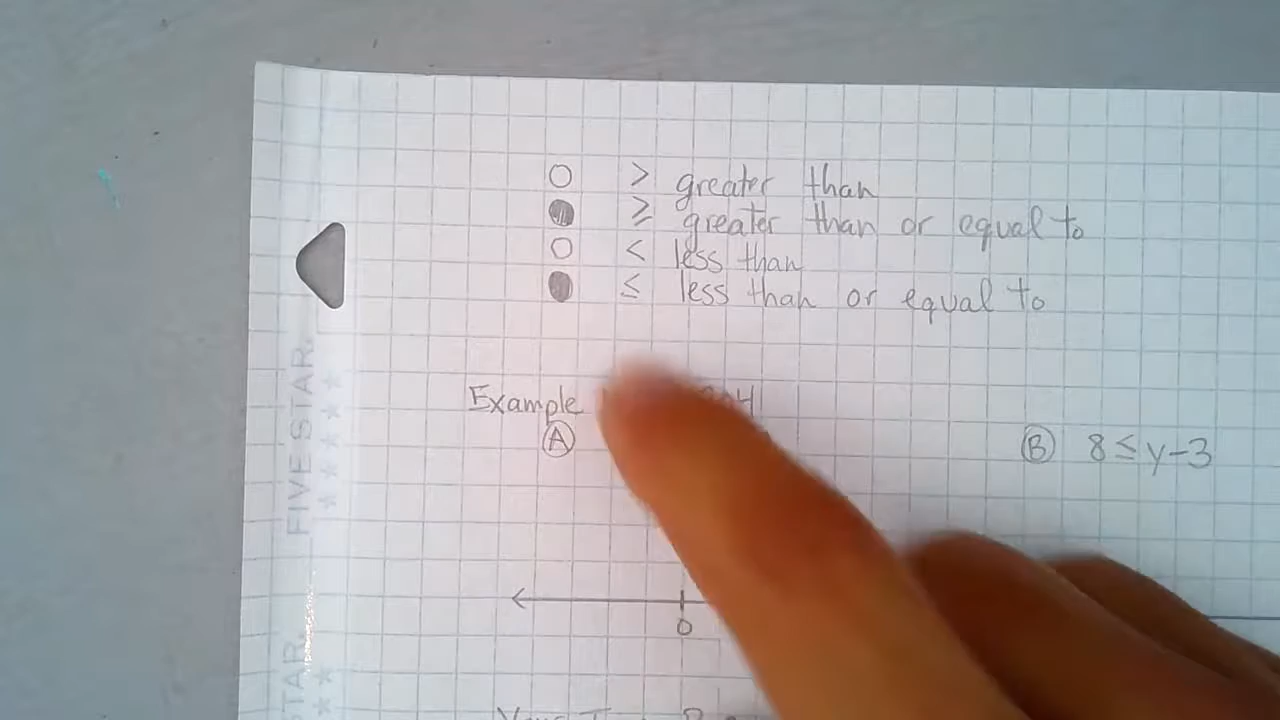 ○ > greater than
● ≥ greater than or equal to
○ < less than
● ≤ less than or equal to
Example
Ⓐ
Ⓑ 8 ≤ y-3
0
FIVE STAR
STAR